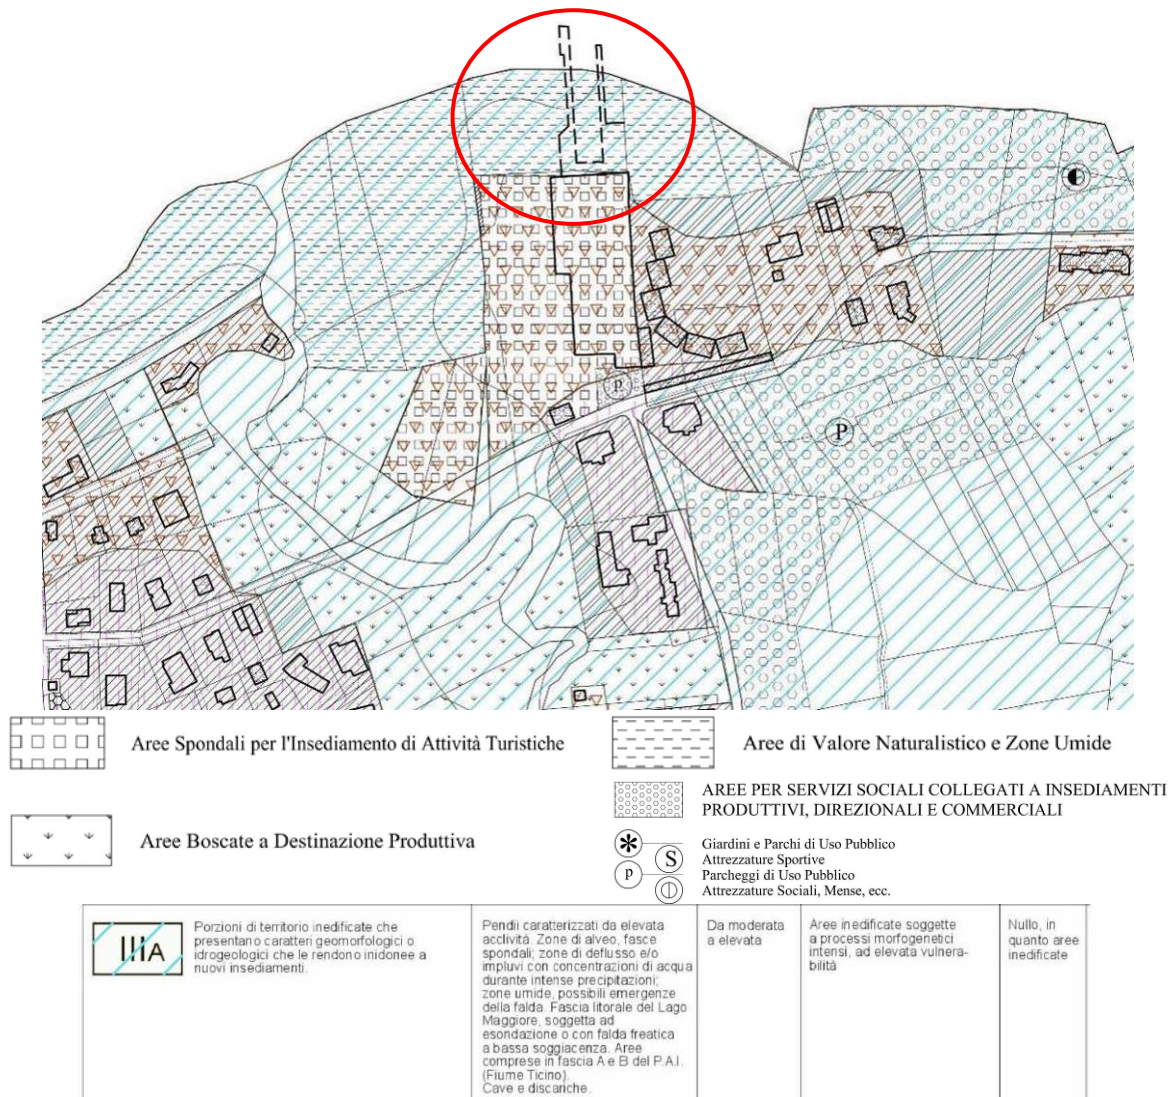 p
P
Aree Spondali per l'Insediamento di Attività Turistiche
Aree di Valore Naturalistico e Zone Umide
AREE PER SERVIZI SOCIALI COLLEGATI A INSEDIAMENTI
PRODUTTIVI, DIREZIONALI E COMMERCIALI
Aree Boscate a Destinazione Produttiva
Giardini e Parchi di Uso Pubblico
S
Attrezzature Sportive
p
Parcheggi di Uso Pubblico
Attrezzature Sociali, Mense, ecc.
IIIA
Porzioni di territorio inedificate che
presentano caratteri geomorfologici o
idrogeologici che le rendono inidonee a
nuovi insediamenti.
Pendii caratterizzati da elevata
acclività. Zone di alveo, fasce
spondali; zone di deflusso e/o
impluvi con concentrazioni di acqua
durante intense precipitazioni;
zone umide, possibili emergenze
della falda. Fascia litorale del Lago
Maggiore, soggetta ad
esondazione o con falda freatica
a bassa soggiacenza. Aree
comprese in fascia A e B del P.A.I.
(Fiume Ticino).
Cave e discariche.
Da moderata
a elevata
Aree inedificate soggette
a processi morfogenetici
intensi, ad elevata vulnera-
bilità
Nullo, in
quanto aree
inedificate